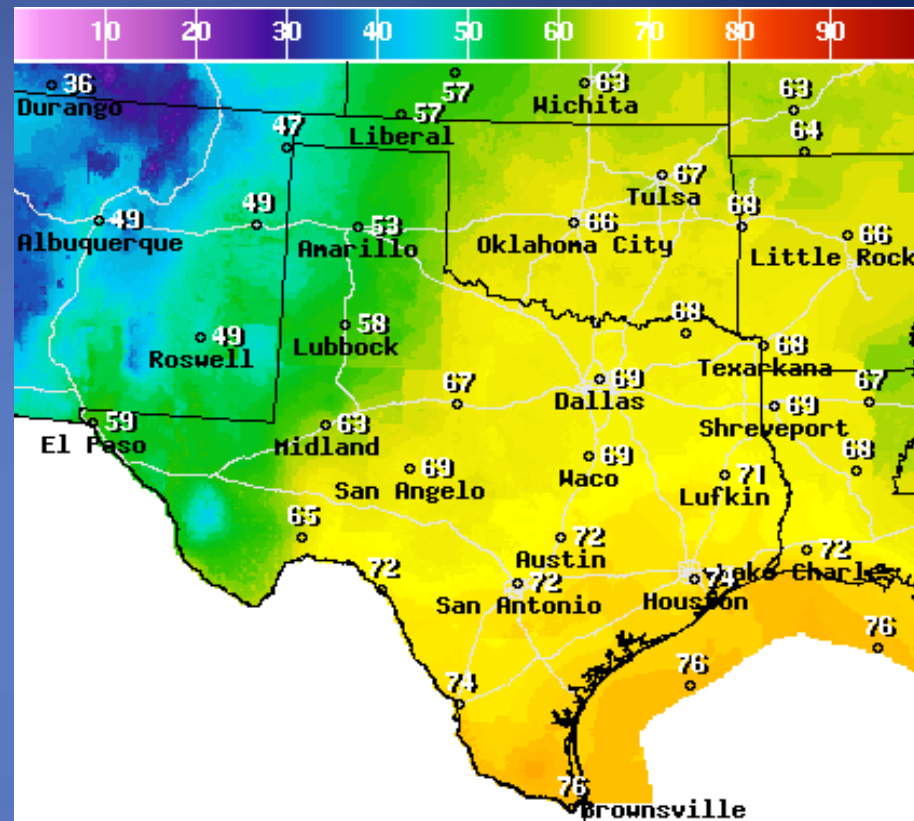 10 20 30 40 50 60 70 80 90
36 57 63 63
Durango Wichita
47 57 64
Liberal
67
Tulsa
49 49 53 66 68 66
Albuquerque Amarillo Oklahoma City Little Rock
49 58 68 68
Roswell Lubbock Texarkana
67 69 67
Dallas
59 63 69
El Paso Midland Shreveport
69 69 71 68
San Angelo Waco Lufkin
65 72 72
Austin
72 72 74 Lake Charles
San Antonio Houston
76
74 76
76
Brownsville